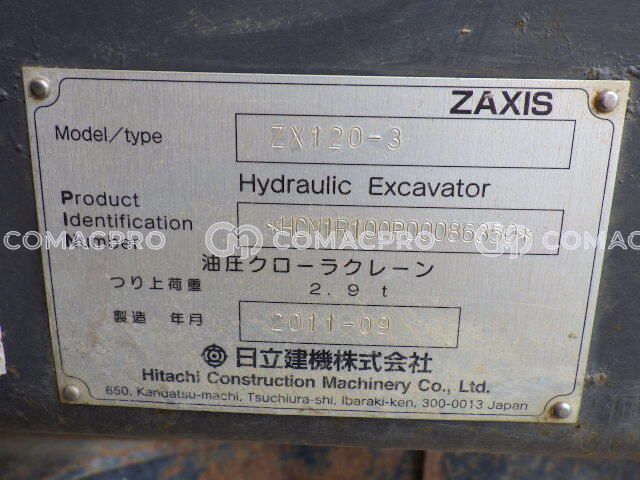 ZAXIS
Model/type ZX120-3
Hydraulic Excavator
Product
Identification *HCM1R100P00086350*
Number
COMACPRO COMACPRO COMACPRO
油圧クローラクレーン
つり上荷重 2.9 t
製造 年月 2011-09
日立建機株式会社
Hitachi Construction Machinery Co., Ltd.
650, Kandatsu-machi, Tsuchiura-shi, Ibaraki-ken, 300-0013 Japan